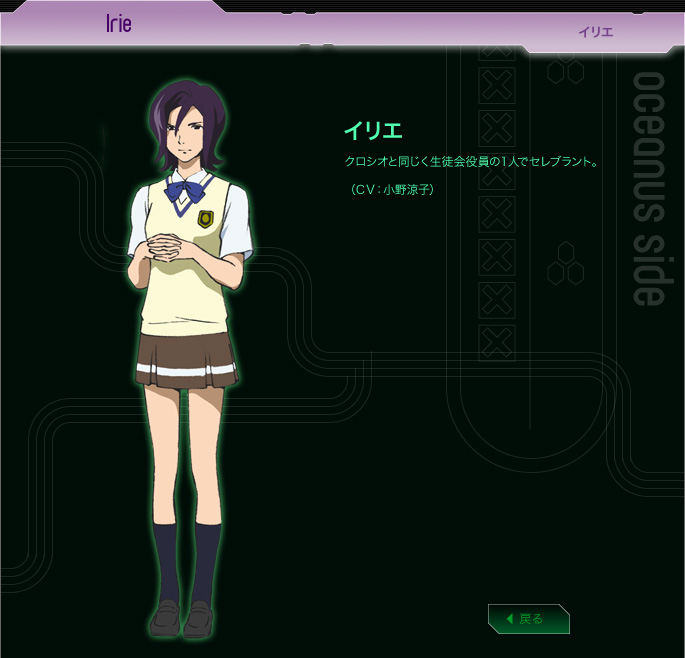 Irie
イリエ
イリエ
クロシオと同じく生徒会役員の1人でセレブラント。
（CV：小野涼子）
oceanus side
戻る